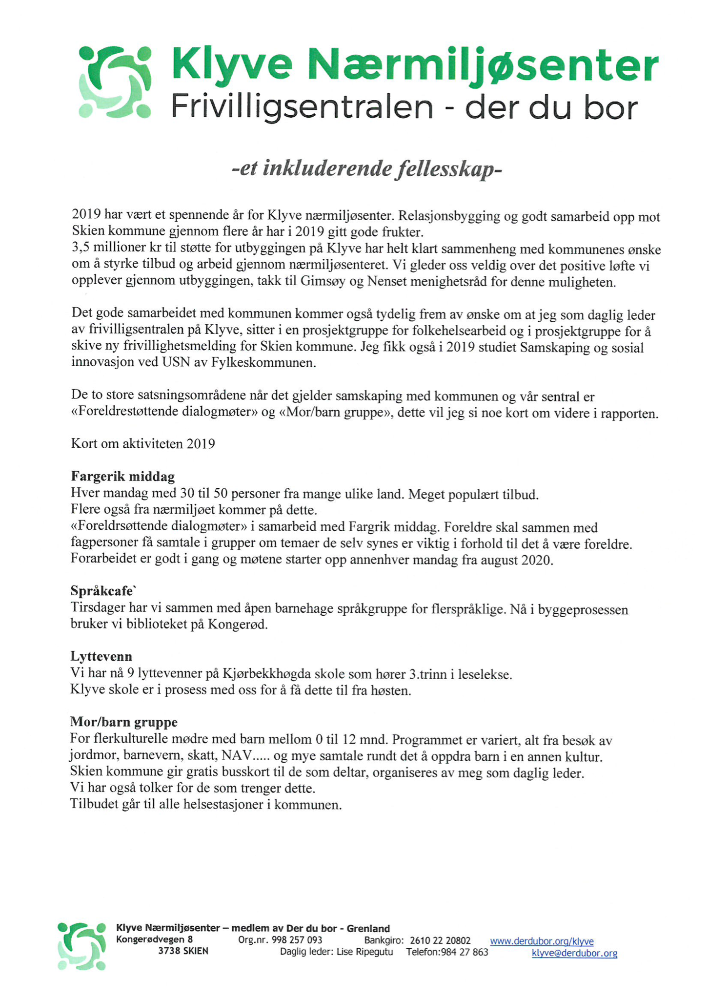 Klyve Nærmiljøsenter
Frivilligsentralen - der du bor
-et inkluderende fellesskap-
2019 har vært et spennende år for Klyve nærmiljøsenter. Relasjonsbygging og godt samarbeid opp mot
Skien kommune gjennom flere år har i 2019 gitt gode frukter.
3,5 millioner kr til støtte for utbyggingen på Klyve har helt klart sammenheng med kommunenes ønske
om å styrke tilbud og arbeid gjennom nærmiljøsenteret. Vi gleder oss veldig over det positive løfte vi
opplever gjennom utbyggingen, takk til Gimsøy og Nenset menighetsråd for denne muligheten.
Det gode samarbeidet med kommunen kommer også tydelig frem av ønske om at jeg som daglig leder
av frivilligsentralen på Klyve, sitter i en prosjektgruppe for folkehelsearbeid og i prosjektgruppe for å
skive ny frivillighetsmelding for Skien kommune. Jeg fikk også i 2019 studiet Samskaping og sosial
innovasjon ved USN av Fylkeskommunen.
De to store satsningsområdene når det gjelder samskaping med kommunen og vår sentral er
«Foreldrestøttende dialogmøter» og «Mor/barn gruppe», dette vil jeg si noe kort om videre i rapporten.
Kort om aktiviteten 2019
Fargerik middag
Hver mandag med 30 til 50 personer fra mange ulike land. Meget populært tilbud.
Flere også fra nærmiljøet kommer på dette.
«Foreldrsøttende dialogmøter» i samarbeid med Fargrik middag. Foreldre skal sammen med
fagpersoner få samtale i grupper om temaer de selv synes er viktig i forhold til det å være foreldre.
Forarbeidet er godt i gang og møtene starter opp annenhver mandag fra august 2020.
Språkcafe`
Tirsdager har vi sammen med åpen barnehage språkgruppe for flerspråklige. Nå i byggeprosessen
bruker vi biblioteket på Kongerød.
Lyttevenn
Vi har nå 9 lyttevenner på Kjørbekkhøgda skole som hører 3.trinn i leselekse.
Klyve skole er i prosess med oss for å få dette til fra høsten.
Mor/barn gruppe
For flerkulturelle mødre med barn mellom 0 til 12 mnd. Programmet er variert, alt fra besøk av
jordmor, barnevern, skatt, NAV..... og mye samtale rundt det å oppdra barn i en annen kultur.
Skien kommune gir gratis busskort til de som deltar, organiseres av meg som daglig leder.
Vi har også tolker for de som trenger dette.
Tilbudet går til alle helsestasjoner i kommunen.
Klyve Nærmiljøsenter – medlem av Der du bor - Grenland
Kongerødvegen 8 Org.nr. 998 257 093 Bankgiro: 2610 22 20802 www.derdubor.org/klyve
3738 SKIEN Daglig leder: Lise Ripegutu Telefon:984 27 863 klyve@derdubor.org